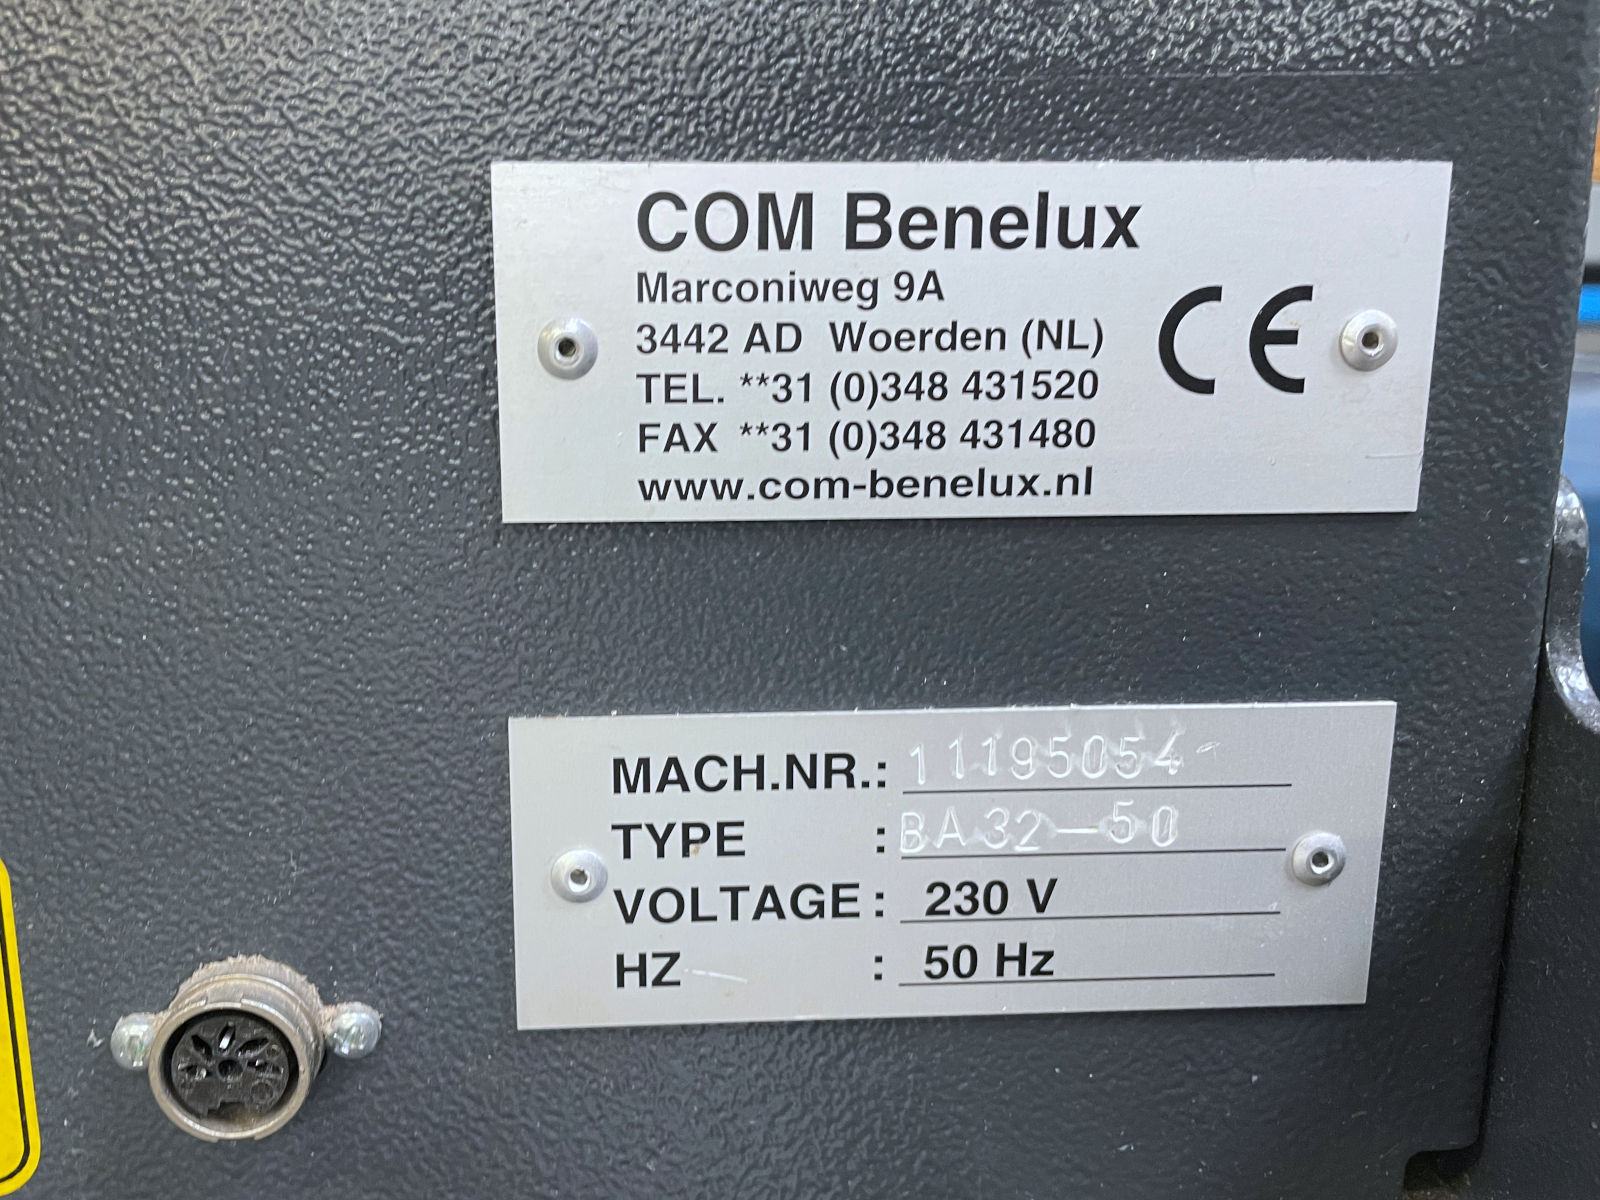 COM Benelux
Marconiweg 9A
3442 AD Woerden (NL)
TEL. **31 (0)348 431520
FAX **31 (0)348 431480
www.com-benelux.nl
CE
MACH.NR.: 11195054
TYPE : BA32-50
VOLTAGE: 230 V
HZ : 50 Hz